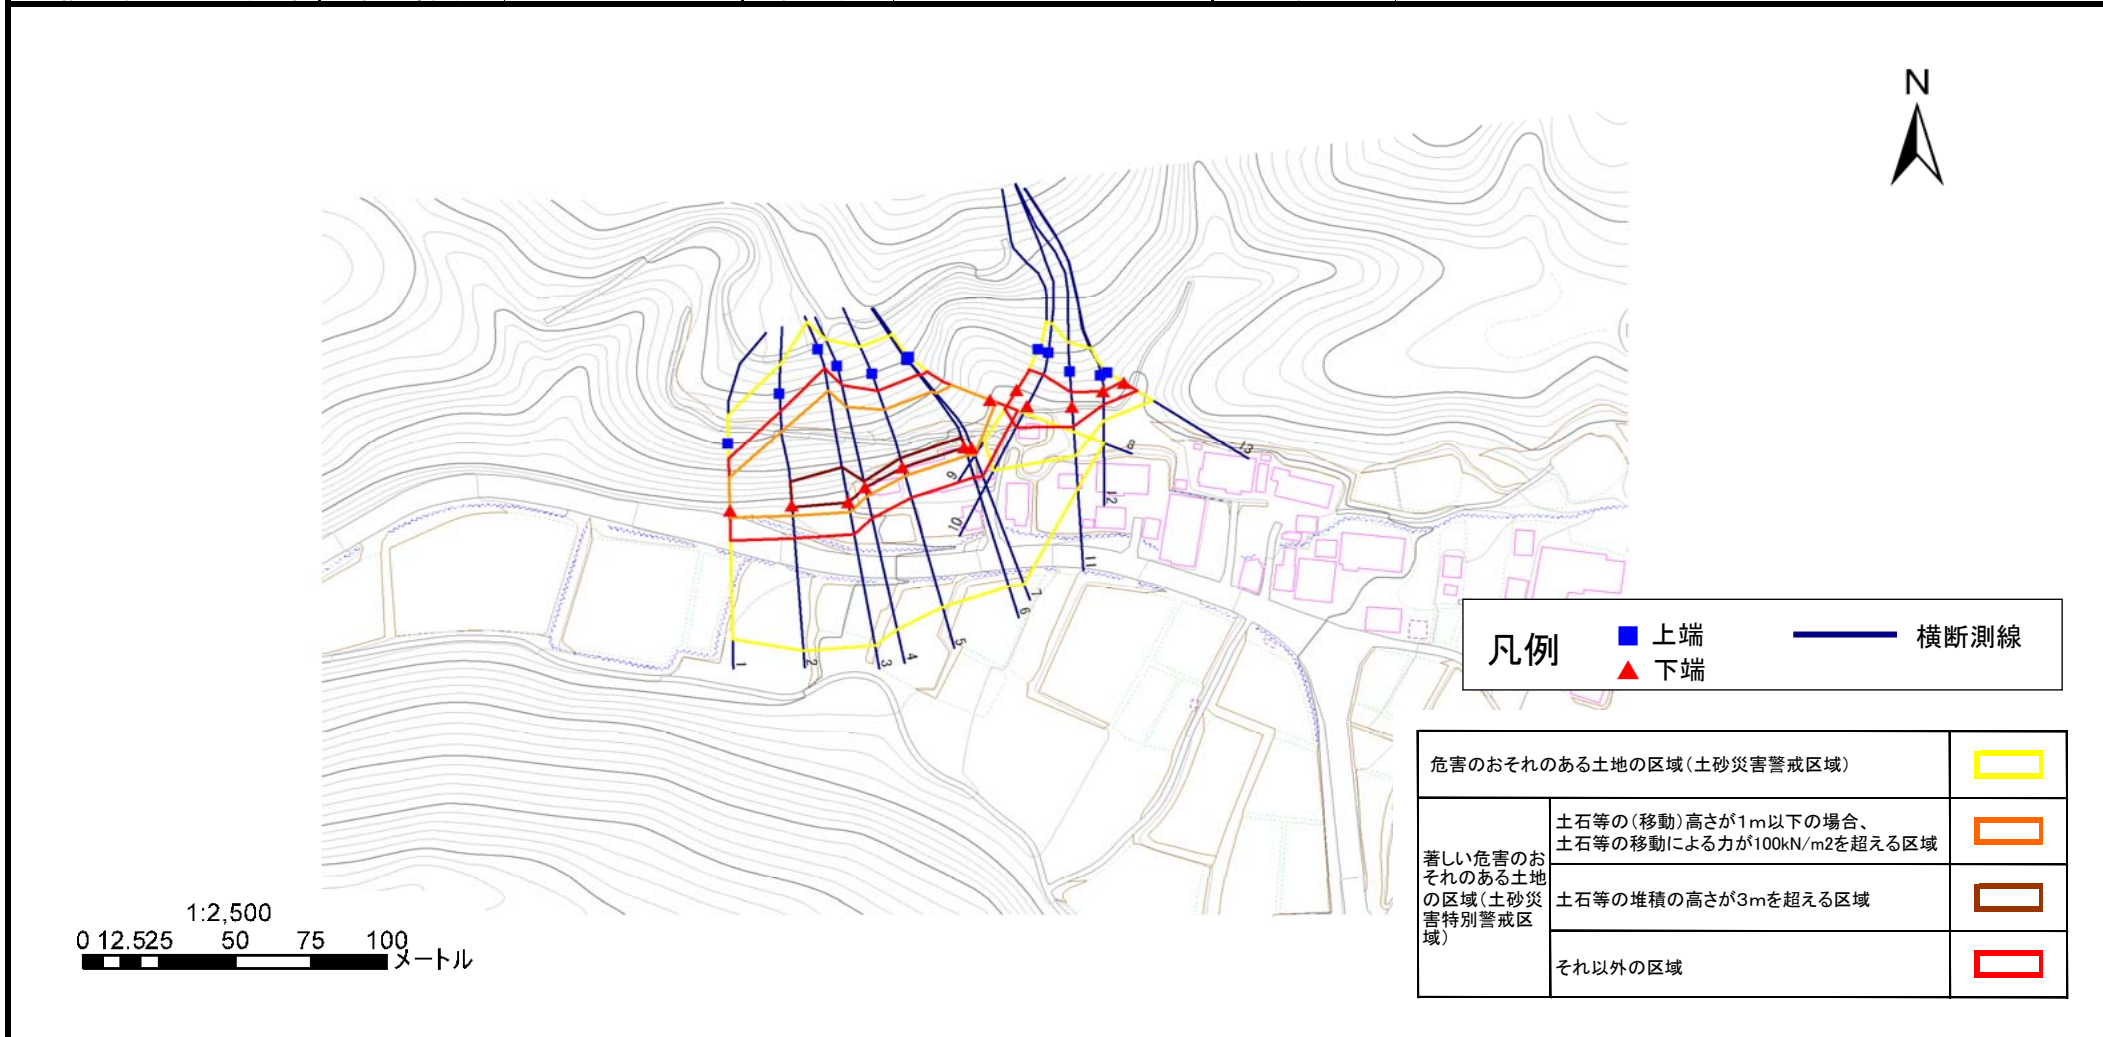 N
8
13
9
12
10
11
7
6
5
4
3
2
1
凡例
上端
下端
横断測線
危害のおそれのある土地の区域(土砂災害警戒区域)
著しい危害のお
それのある土地
の区域(土砂災
害特別警戒区
域)
土石等の(移動)高さが1m以下の場合、
土石等の移動による力が100kN/m2を超える区域
土石等の堆積の高さが3mを超える区域
それ以外の区域
1:2,500
0 12.525 50 75 100
メートル